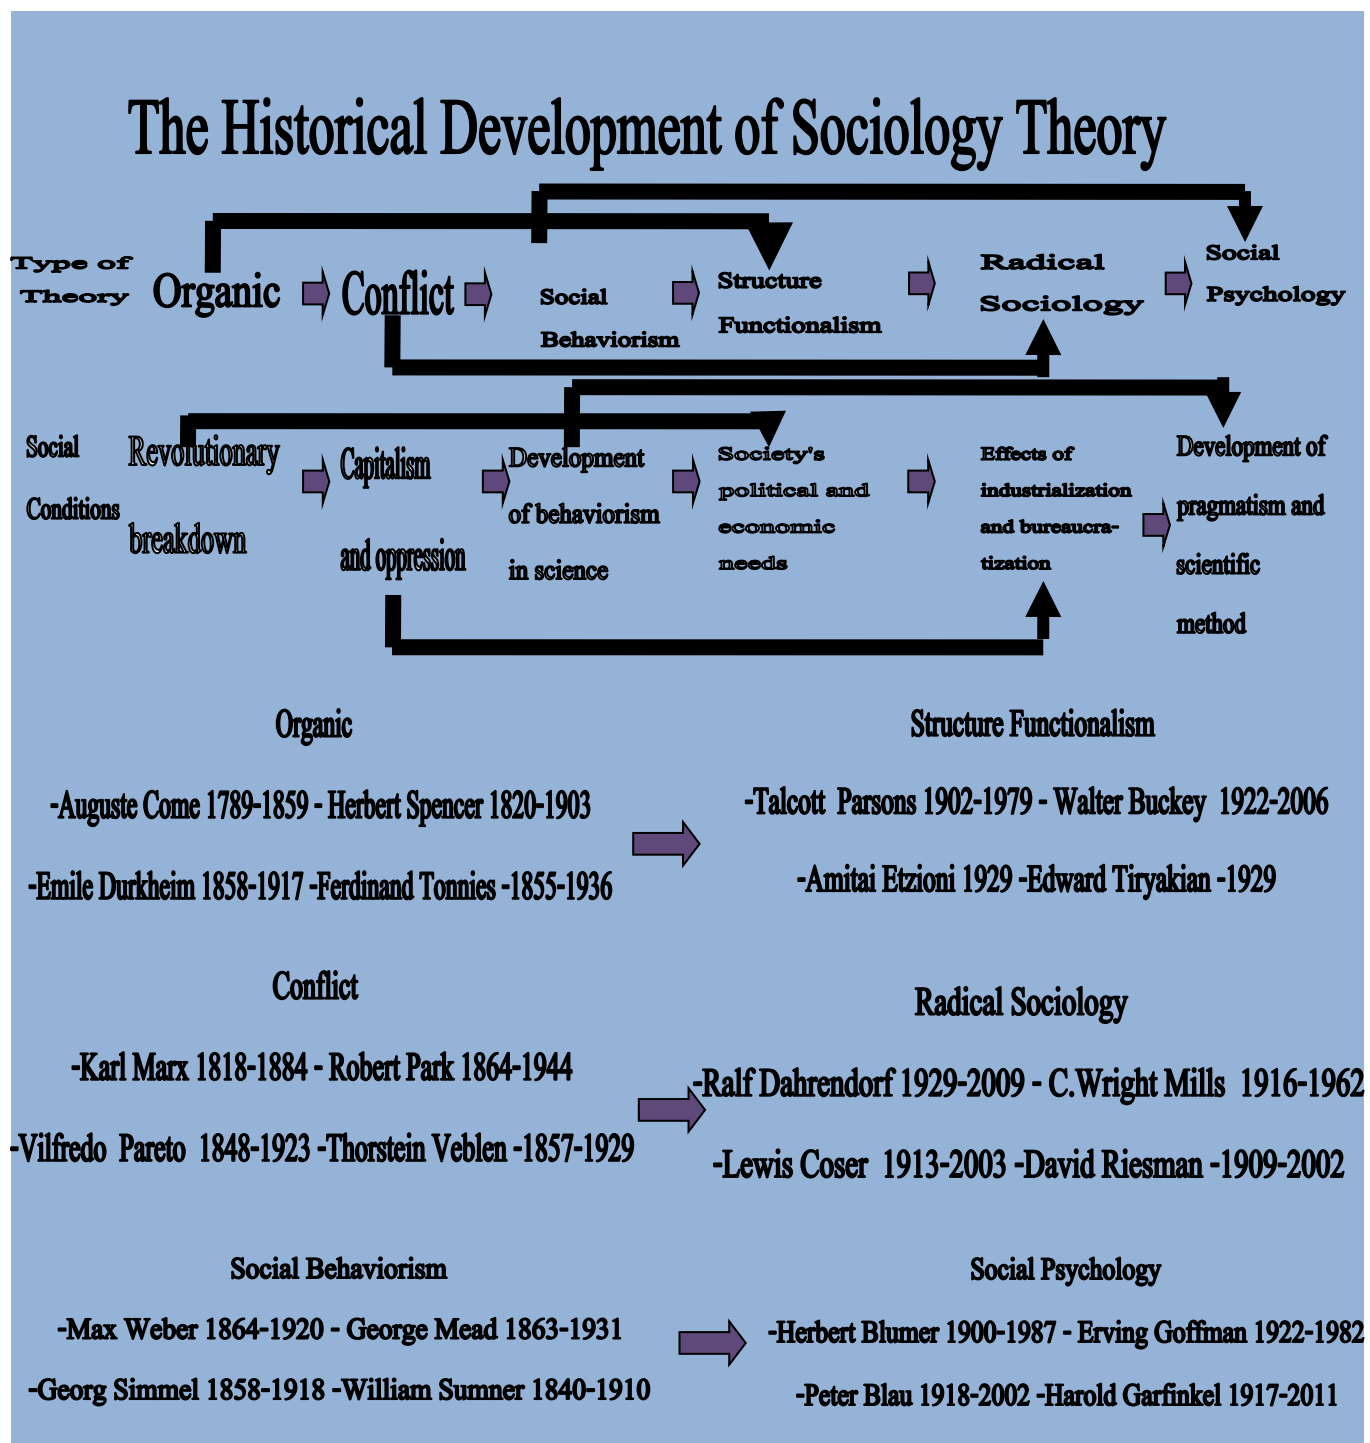 The Historical Development of Sociology Theory
Type of
Theory
Organic
Conflict
Social
Behaviorism
Structure
Functionalism
Radical
Sociology
Social
Psychology
Social
Conditions
Revolutionary
breakdown
Capitalism
and oppression
Development
of behaviorism
in science
Society's
political and
economic
needs
Effects of
industrialization
and bureaucra-
tization
Development of
pragmatism and
scientific
method
Organic
-Auguste Come 1789-1859 - Herbert Spencer 1820-1903
-Emile Durkheim 1858-1917 -Ferdinand Tonnies -1855-1936
Structure Functionalism
-Talcott Parsons 1902-1979 - Walter Buckey 1922-2006
-Amitai Etzioni 1929 -Edward Tiryakian -1929
Conflict
-Karl Marx 1818-1884 - Robert Park 1864-1944
-Vilfredo Pareto 1848-1923 -Thorstein Veblen -1857-1929
Radical Sociology
-Ralf Dahrendorf 1929-2009 - C.Wright Mills 1916-1962
-Lewis Coser 1913-2003 -David Riesman -1909-2002
Social Behaviorism
-Max Weber 1864-1920 - George Mead 1863-1931
-Georg Simmel 1858-1918 -William Sumner 1840-1910
Social Psychology
-Herbert Blumer 1900-1987 - Erving Goffman 1922-1982
-Peter Blau 1918-2002 -Harold Garfinkel 1917-2011